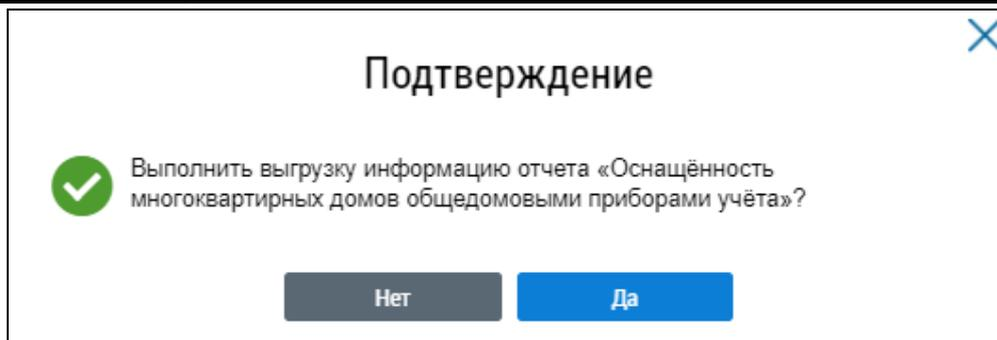 Подтверждение
Выполнить выгрузку информацию отчета «Оснащённость
многоквартирных домов общедомовыми приборами учёта»?
Нет
Да